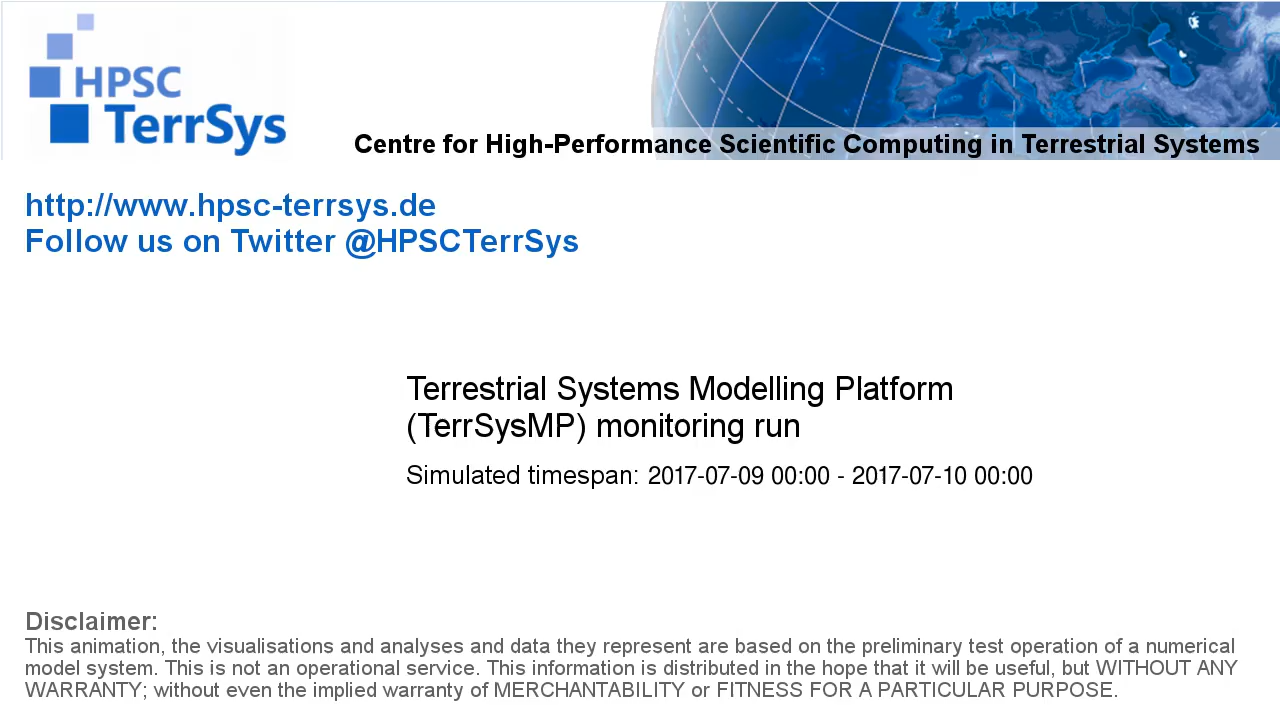 HPSC
TerrSys
Centre for High-Performance Scientific Computing in Terrestrial Systems
http://www.hpsc-terrsys.de
Follow us on Twitter @HPSCTerrSys
Terrestrial Systems Modelling Platform
(TerrSysMP) monitoring run
Simulated timespan: 2017-07-09 00:00 - 2017-07-10 00:00
Disclaimer:
This animation, the visualisations and analyses and data they represent are based on the preliminary test operation of a numerical
model system. This is not an operational service. This information is distributed in the hope that it will be useful, but WITHOUT ANY
WARRANTY; without even the implied warranty of MERCHANTABILITY or FITNESS FOR A PARTICULAR PURPOSE.